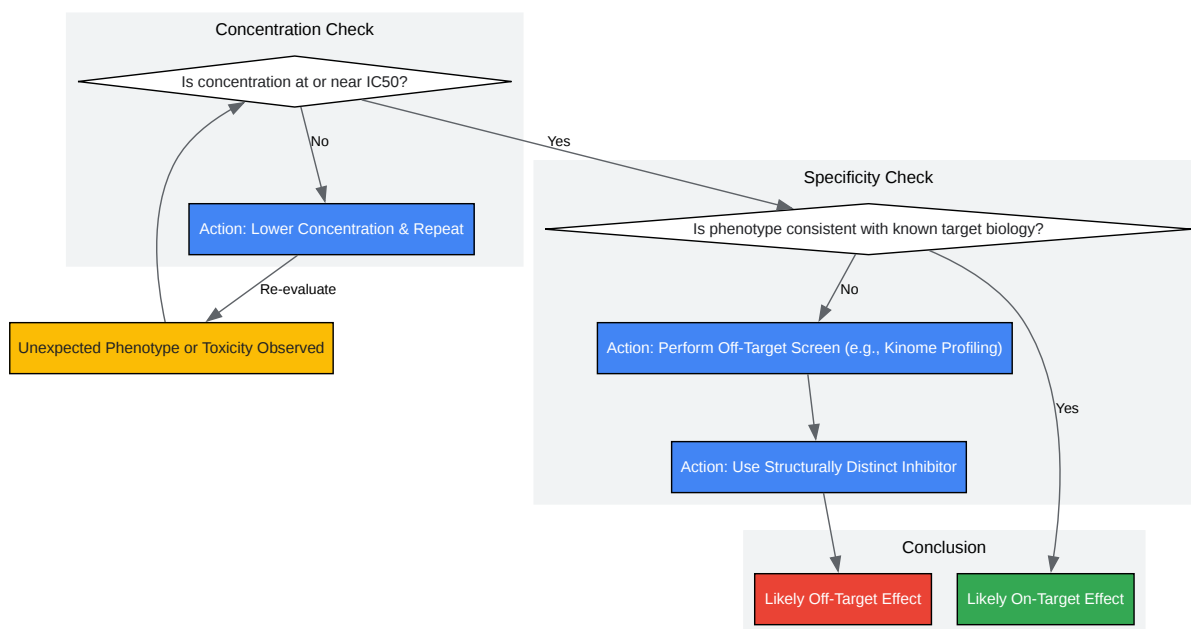 Concentration Check
Is concentration at or near IC50?
No
Yes
Action: Lower Concentration & Repeat
Re-evaluate
Unexpected Phenotype or Toxicity Observed
Specificity Check
Is phenotype consistent with known target biology?
No
Action: Perform Off-Target Screen (e.g., Kinome Profiling)
Yes
Action: Use Structurally Distinct Inhibitor
Conclusion
Likely Off-Target Effect
Likely On-Target Effect